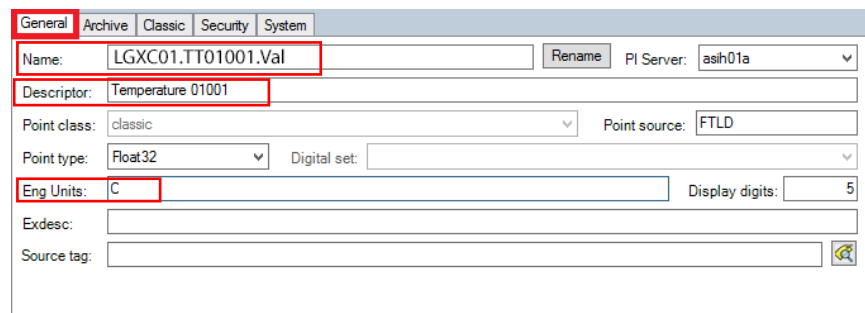 General Archive Classic Security System
Name: LGXC01.TT01001.Val Rename PI Server: asih01a
Descriptor: Temperature 01001
Point class: classic Point source: FTLD
Point type: Float32 Digital set:
Eng Units: C Display digits: 5
Exdesc:
Source tag: